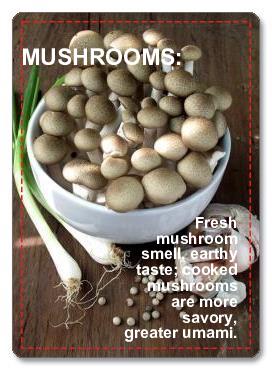 MUSHROOMS:
Fresh
mushroom
smell, earthy
taste; cooked
mushrooms
are more
savory,
greater umami.